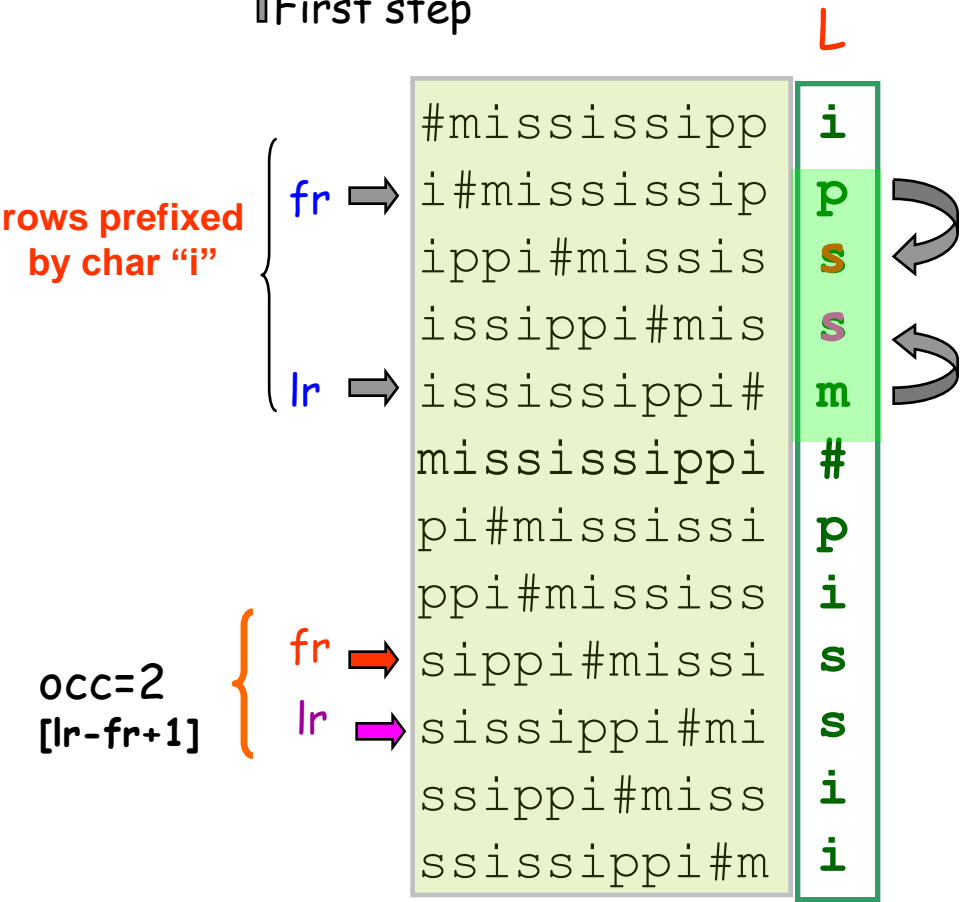 First step
L
#mississipp i
fr i#mississip p
rows prefixed
by char “i”
ippi#missis s
issippi#mis s
lr ississippi# m
mississippi #
pi#mississi p
ppi#mississ i
fr sippi#missi s
occ=2
[lr-fr+1]
lr sissippi#mi s
ssippi#miss i
ssissippi#m i